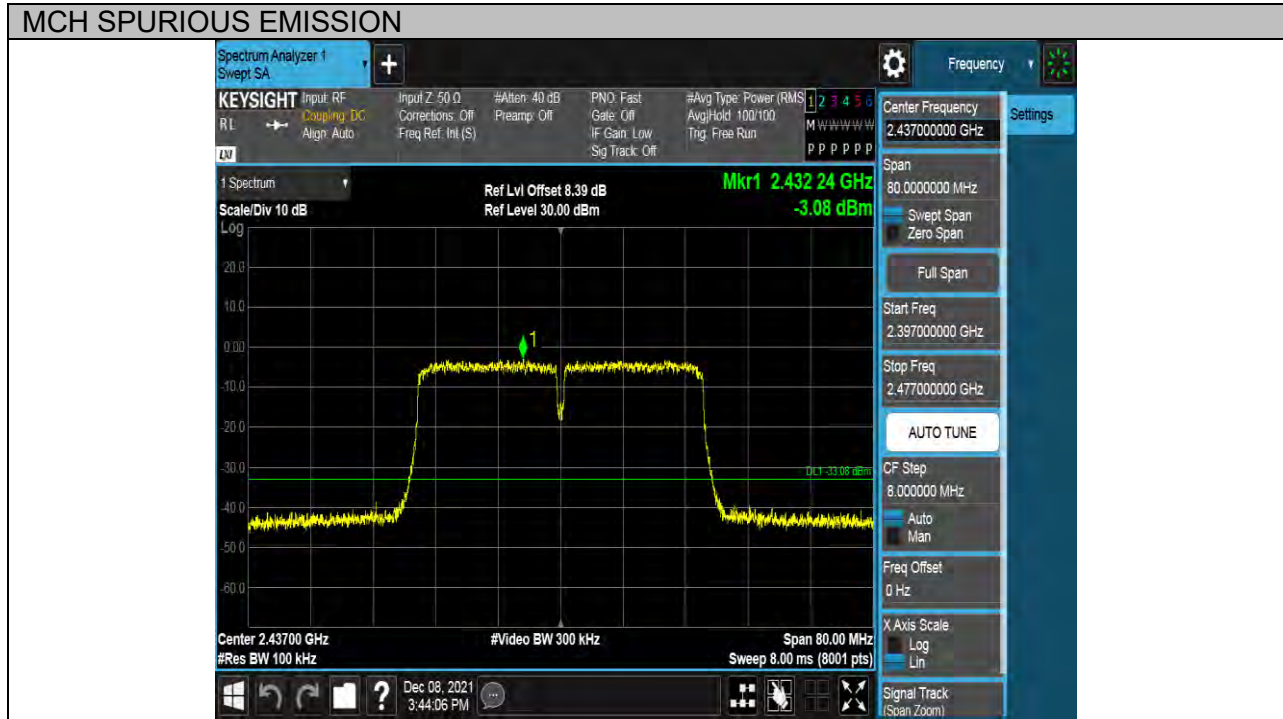 MCH SPURIOUS EMISSION
Spectrum Analyzer 1
Swept SA
+
Frequency
KEYSIGHT
Input: RF
Coupling: DC
Align: Auto
Input Z: 50 Ω
Corrections: Off
Freq Ref: Int (S)
#Atten: 40 dB
Preamp: Off
PNO: Fast
Gate: Off
IF Gain: Low
Sig Track: Off
#Avg Type: Power (RMS
Avg|Hold: 100/100
Trig: Free Run
1 2 3 4 5 6
M W W W W W
P P P P P P
RL
LXI
Center Frequency
2.437000000 GHz
Settings
1 Spectrum
Scale/Div 10 dB
Log
Ref Lvl Offset 8.39 dB
Ref Level 30.00 dBm
Mkr1 2.432 24 GHz
-3.08 dBm
Span
80.0000000 MHz
Swept Span
Zero Span
Full Span
Start Freq
2.397000000 GHz
Stop Freq
2.477000000 GHz
AUTO TUNE
CF Step
8.000000 MHz
Auto
Man
Freq Offset
0 Hz
X Axis Scale
Log
Lin
Signal Track
(Span Zoom)
20.0
10.0
0.00
-10.0
-20.0
-30.0
-40.0
-50.0
-60.0
1
DL1 -33.08 dBm
Center 2.43700 GHz
#Res BW 100 kHz
#Video BW 300 kHz
Span 80.00 MHz
Sweep 8.00 ms (8001 pts)
?
Dec 08, 2021
3:44:06 PM